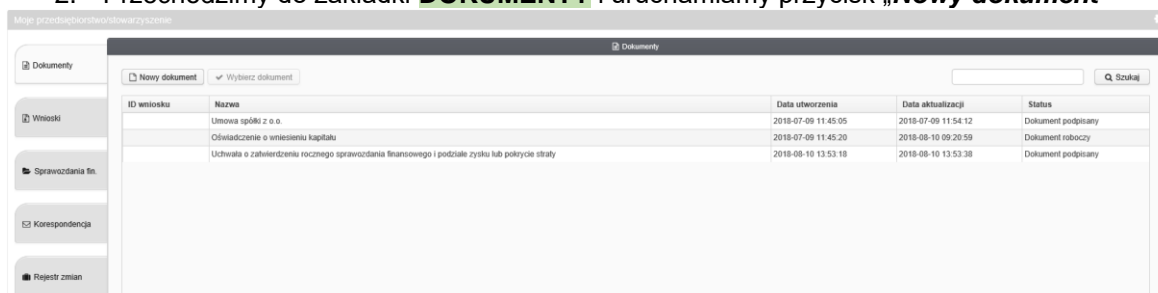 2. Przechodzimy do zakładki DOKUMENTY i uruchamiamy przycisk „Nowy dokument
Moje przedsiębiorstwo/stowarzyszenie
Dokumenty
Dokumenty
Nowy dokument Wybierz dokument Szukaj
ID wniosku Nazwa Data utworzenia Data aktualizacji Status
Umowa spółki z o.o. 2018-07-09 11:45:05 2018-07-09 11:54:12 Dokument podpisany
Wnioski
Oświadczenie o wniesieniu kapitału 2018-07-09 11:45:20 2018-08-10 09:20:59 Dokument roboczy
Uchwała o zatwierdzeniu rocznego sprawozdania finansowego i podziale zysku lub pokrycie straty 2018-08-10 13:53:18 2018-08-10 13:53:38 Dokument podpisany
Sprawozdania fin.
Korespondencja
Rejestr zmian